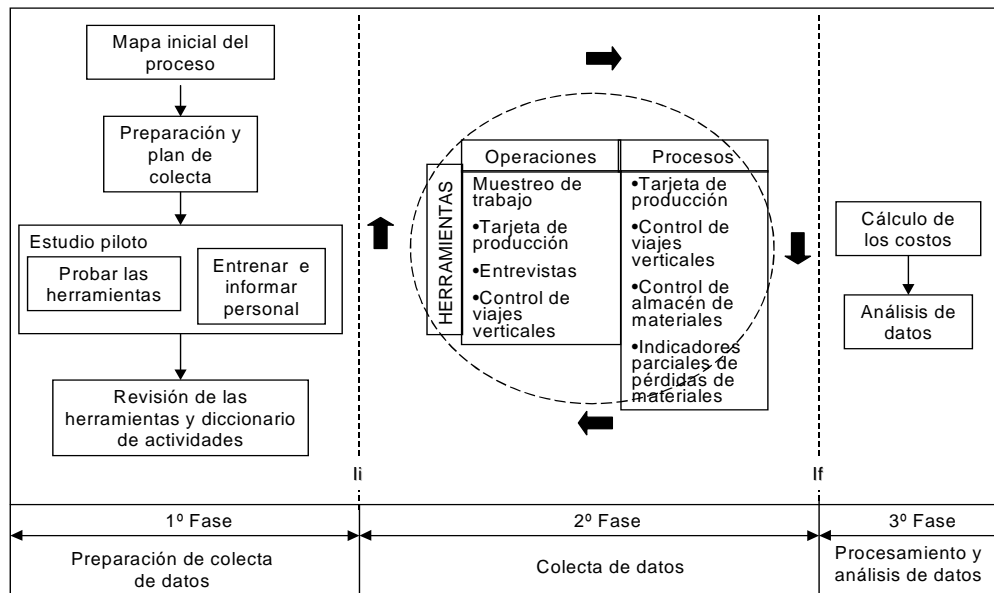 Mapa inicial del
proceso
Preparación y
plan de
colecta
Estudio piloto
Probar las
herramientas
Entrenar e
informar
personal
Revisión de las
herramientas y diccionario
de actividades
HERRAMIENTAS
Operaciones
Muestreo de
trabajo
•Tarjeta de
producción
•Entrevistas
•Control de
viajes
verticales
Procesos
•Tarjeta de
producción
•Control de
viajes
verticales
•Control de
almacén de
materiales
•Indicadores
parciales de
pérdidas de
materiales
Cálculo de
los costos
Análisis de
datos
Ii
If
1º Fase
Preparación de colecta
de datos
2º Fase
Colecta de datos
3º Fase
Procesamiento y
análisis de datos